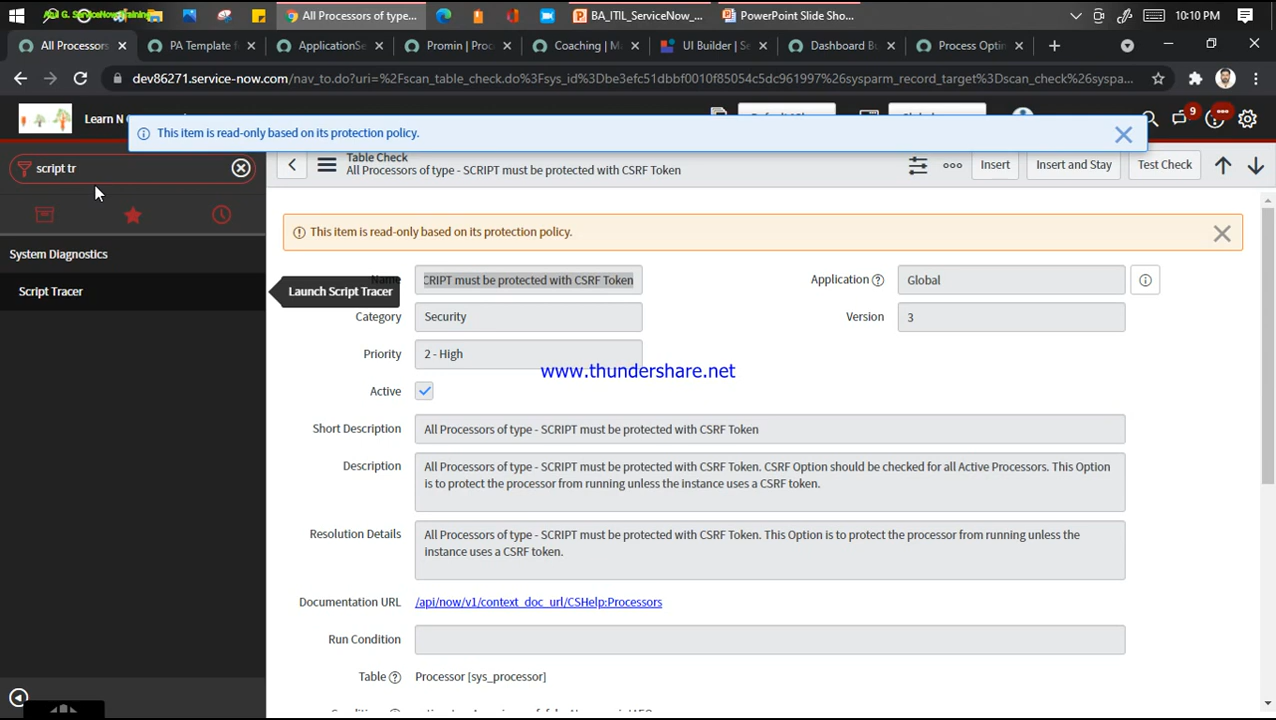 All Processors of type...
BA_ITIL_ServiceNow_...
PowerPoint Slide Sho...
10:10 PM
All Processors
PA Template fo
ApplicationSe
Promin | Proc
Coaching | M
UI Builder | Se
Dashboard Bu
Process Optin
dev86271.service-now.com/nav_to.do?uri=%2Fscan_table_check.do%3Fsys_id%3Dbe3efc51dbbf0010f5354054c5dc961997%26sysparm_record_target%3Dscan_check%26syspa...
Learn N
9
This item is read-only based on its protection policy.
script tr
Table Check
All Processors of type - SCRIPT must be protected with CSRF Token
Insert
Insert and Stay
Test Check
This item is read-only based on its protection policy.
System Diagnostics
Script Tracer
Launch Script Tracer
Name
CRIPT must be protected with CSRF Token
Application
Global
Category
Security
Version
3
Priority
2 - High
www.thundershare.net
Active
Short Description
All Processors of type - SCRIPT must be protected with CSRF Token
Description
All Processors of type - SCRIPT must be protected with CSRF Token. CSRF Option should be checked for all Active Processors. This Option
is to protect the processor from running unless the instance uses a CSRF token.
Resolution Details
All Processors of type - SCRIPT must be protected with CSRF Token. This Option is to protect the processor from running unless the
instance uses a CSRF token.
Documentation URL
/api/now/v1/context_doc_url/CSHelp:Processors
Run Condition
Table
Processor [sys_processor]